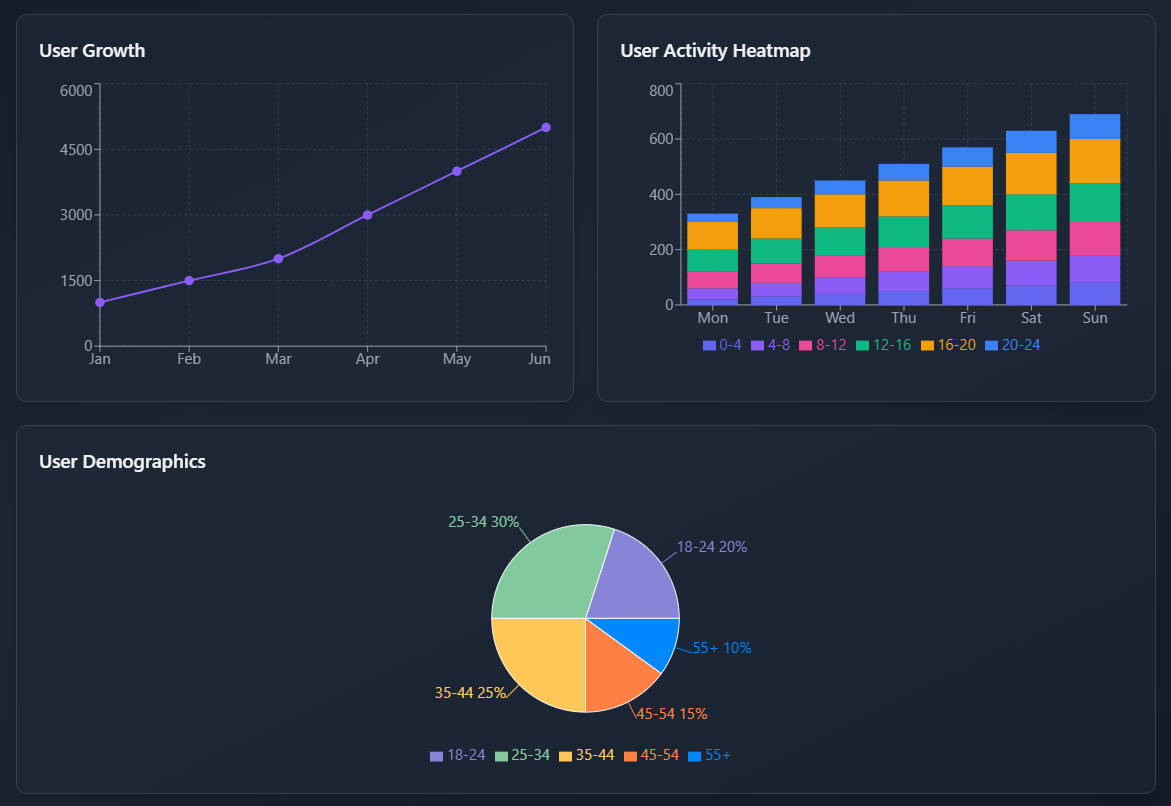 User Growth
6000
4500
3000
1500
0
Jan Feb Mar Apr May Jun
User Activity Heatmap
800
600
400
200
0
Mon Tue Wed Thu Fri Sat Sun
0-4 4-8 8-12 12-16 16-20 20-24
User Demographics
25-34 30%
18-24 20%
55+ 10%
35-44 25%
45-54 15%
18-24 25-34 35-44 45-54 55+